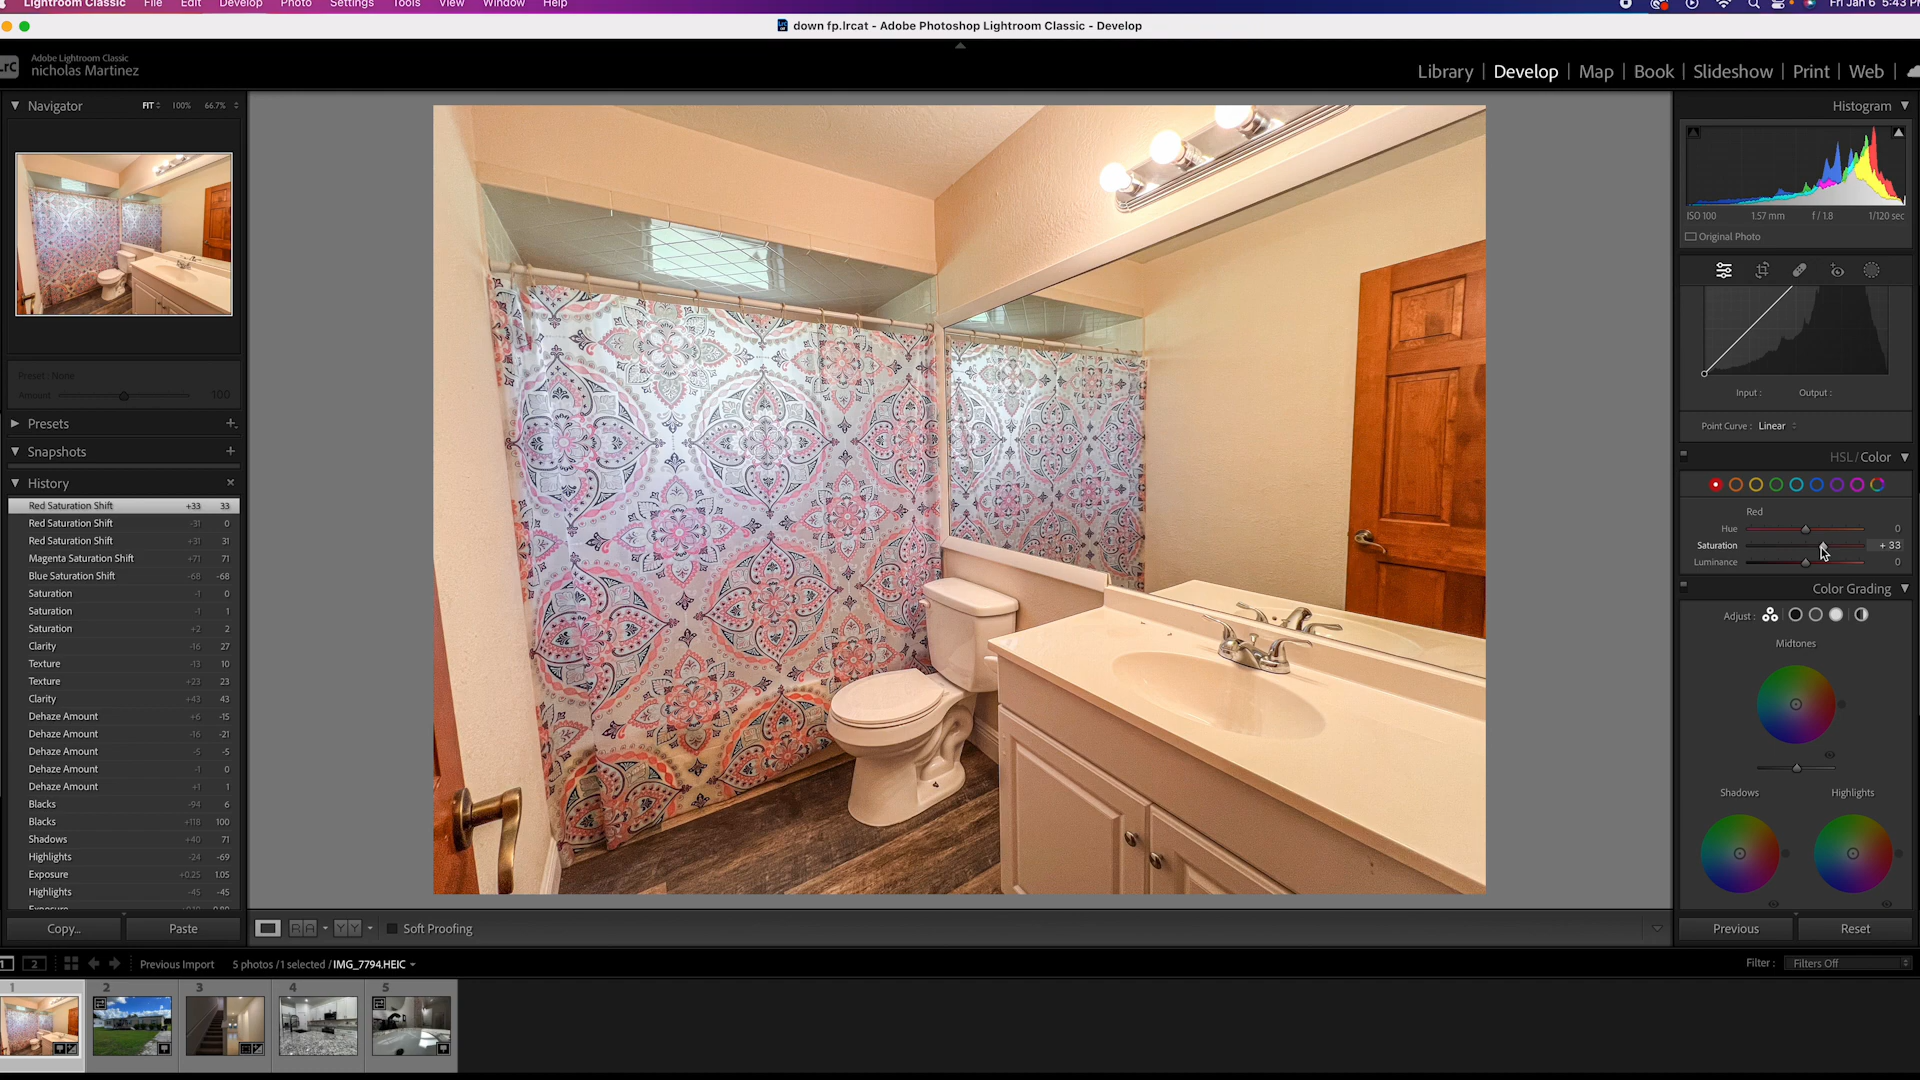 Lightroom Classic File Edit Develop Photo Settings Tools View Window Help Fri Jan 6 5:43 PM
down fp.lrcat - Adobe Photoshop Lightroom Classic - Develop
Adobe Lightroom Classic
nicholas Martinez
Library | Develop | Map | Book | Slideshow | Print | Web |
Navigator FIT 100% 66.7%
Histogram
ISO 100 1.57 mm f / 1.8 1/120 sec
Original Photo
Preset : None
Amount 100
Presets
Snapshots
History
Red Saturation Shift +33 33
Red Saturation Shift -31 0
Red Saturation Shift +31 31
Magenta Saturation Shift +71 71
Blue Saturation Shift -68 -68
Saturation -1 0
Saturation -1 1
Saturation +2 2
Clarity -16 27
Texture -13 10
Texture +23 23
Clarity +43 43
Dehaze Amount +6 -15
Dehaze Amount -16 -21
Dehaze Amount -5 -5
Dehaze Amount -1 0
Dehaze Amount +1 1
Blacks -94 6
Blacks +118 100
Shadows +40 71
Highlights -24 -69
Exposure +0.25 1.05
Highlights -45 -45
Copy... Paste
Input : Output :
Point Curve : Linear
HSL / Color
Red
Hue 0
Saturation + 33
Luminance 0
Color Grading
Adjust :
Midtones
Shadows Highlights
Previous Reset
Soft Proofing
1 2 Previous Import 5 photos / 1 selected / IMG_7794.HEIC
Filter : Filters Off
1 2 3 4 5